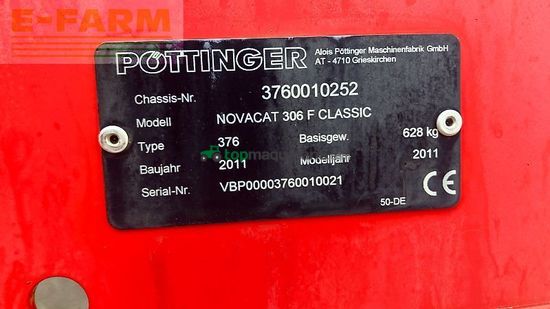 E-FARM
PÖTTINGER
Alois Pöttinger Maschinenfabrik GmbH
AT - 4710 Grieskirchen
Chassis-Nr. 3760010252
Modell NOVACAT 306 F CLASSIC
Type 376 Basisgew. 628 kg
Baujahr 2011 Modelljahr 2011
Serial-Nr. VBP00003760010021
CE
50-DE